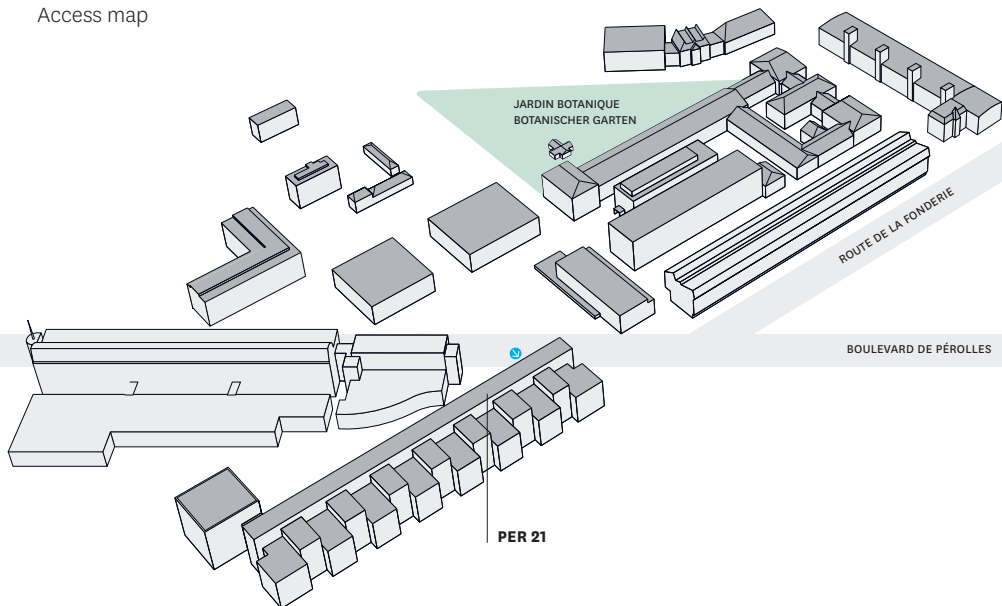 Access map
JARDIN BOTANIQUE
BOTANISCHER GARTEN
ROUTE DE LA FONDERIE
BOULEVARD DE PÉROLLES
PER 21